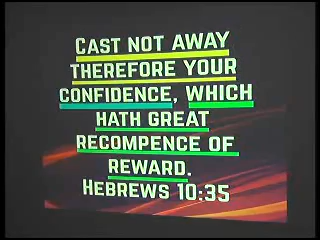 Cast not away
therefore your
confidence, which
hath great
recompence of
reward.
Hebrews 10:35